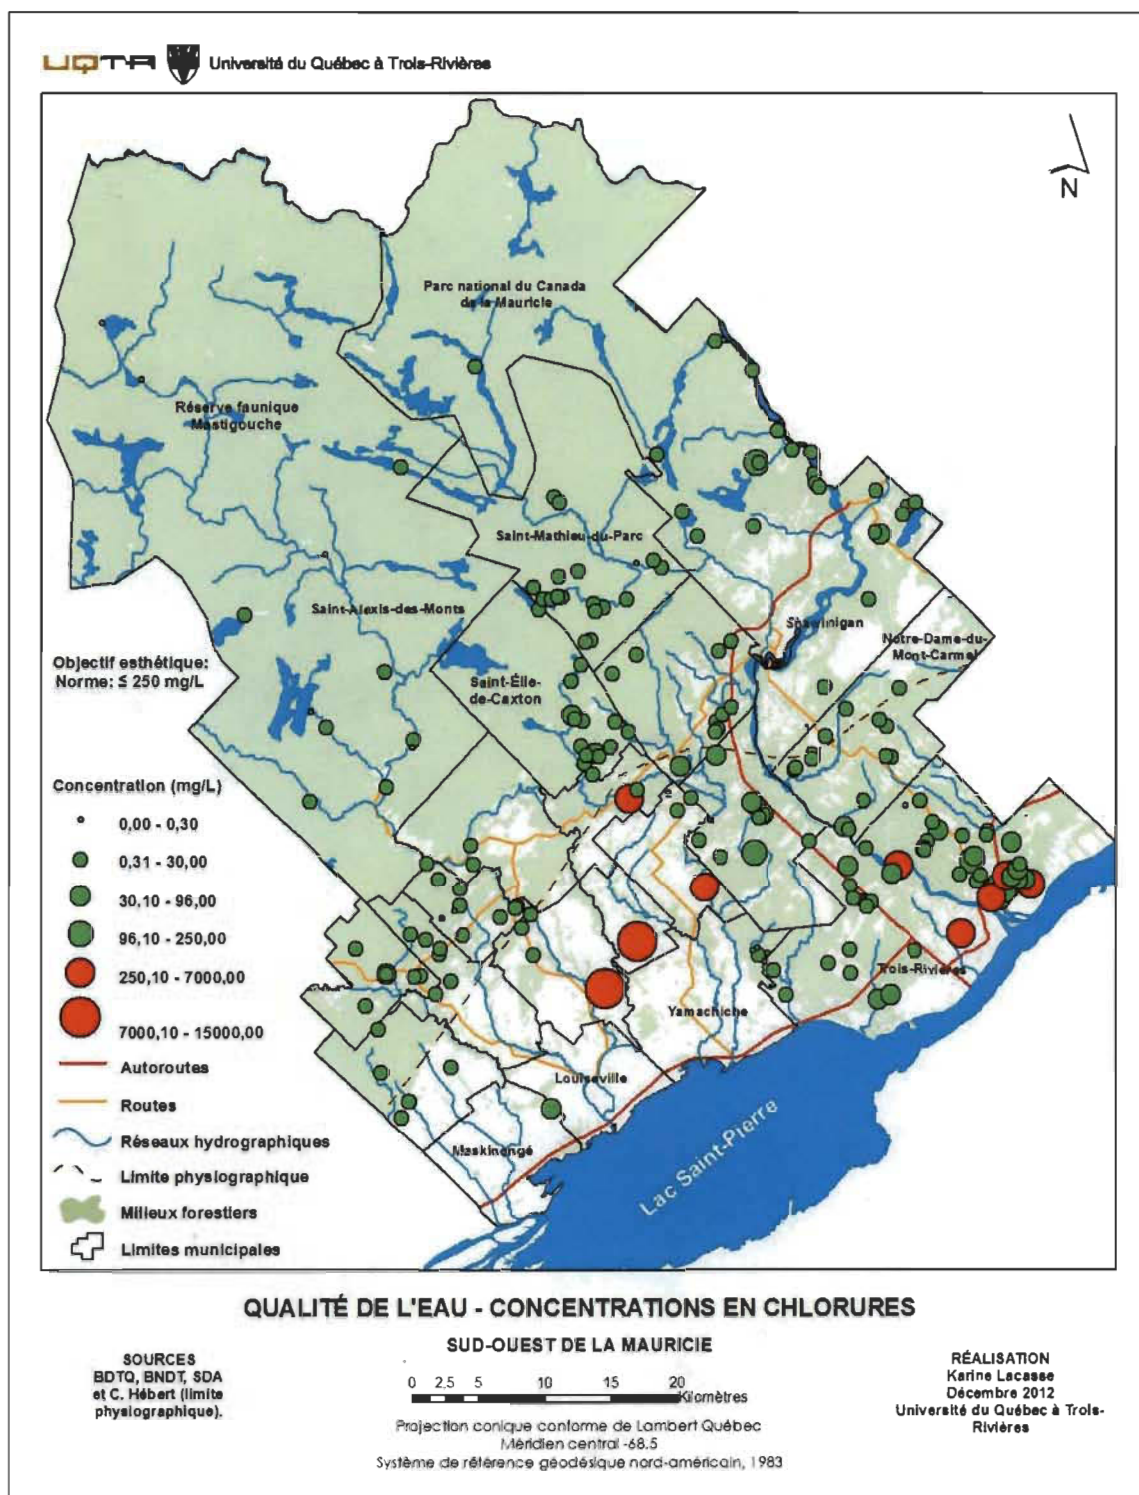 UQTR Université du Québec à Trois-Rivières
N
Parc national du Canada
de la Mauricie
Réserve faunique
Mastigouche
Saint-Mathieu-du-Parc
Saint-Alexis-des-Monts
Shawinigan
Notre-Dame-du-
Mont-Carmel
Objectif esthétique:
Norme: ≤ 250 mg/L
Saint-Élie-
de-Caxton
Concentration (mg/L)
0,00 - 0,30
0,31 - 30,00
30,10 - 96,00
96,10 - 250,00
250,10 - 7000,00
7000,10 - 15000,00
Autoroutes
Routes
Réseaux hydrographiques
Limite physiographique
Milieux forestiers
Limites municipales
Trois-Rivières
Yamachiche
Louiseville
Maskinongé
Lac Saint-Pierre
QUALITÉ DE L'EAU - CONCENTRATIONS EN CHLORURES
SUD-OUEST DE LA MAURICIE
SOURCES
BDTQ, BNDT, SDA
et C. Hébert (limite
physiographique).
0 2,5 5 10 15 20
Kilomètres
Projection conique conforme de Lambert Québec
Méridien central -68.5
Système de référence géodésique nord-américain, 1983
RÉALISATION
Karine Lacasse
Décembre 2012
Université du Québec à Trois-
Rivières